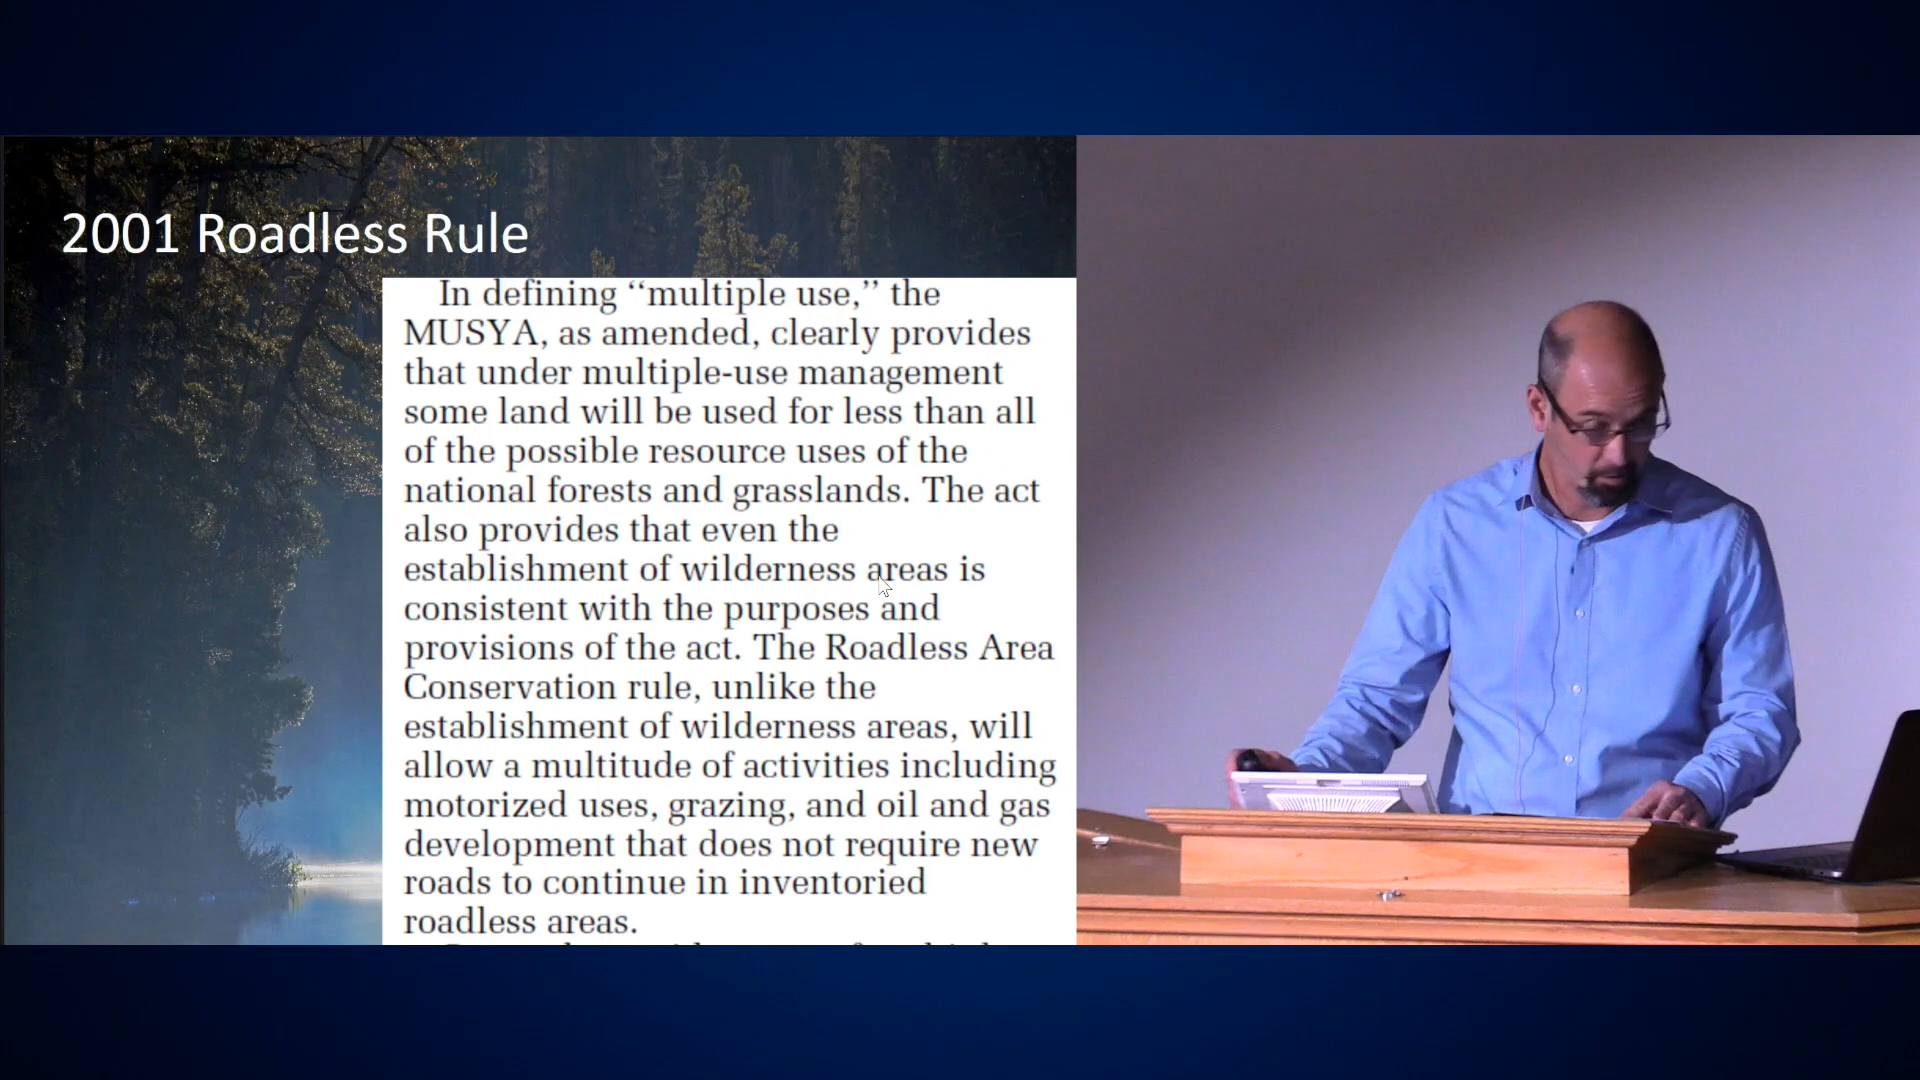 2001 Roadless Rule
In defining ‘‘multiple use,’’ the
MUSYA, as amended, clearly provides
that under multiple-use management
some land will be used for less than all
of the possible resource uses of the
national forests and grasslands. The act
also provides that even the
establishment of wilderness areas is
consistent with the purposes and
provisions of the act. The Roadless Area
Conservation rule, unlike the
establishment of wilderness areas, will
allow a multitude of activities including
motorized uses, grazing, and oil and gas
development that does not require new
roads to continue in inventoried
roadless areas.